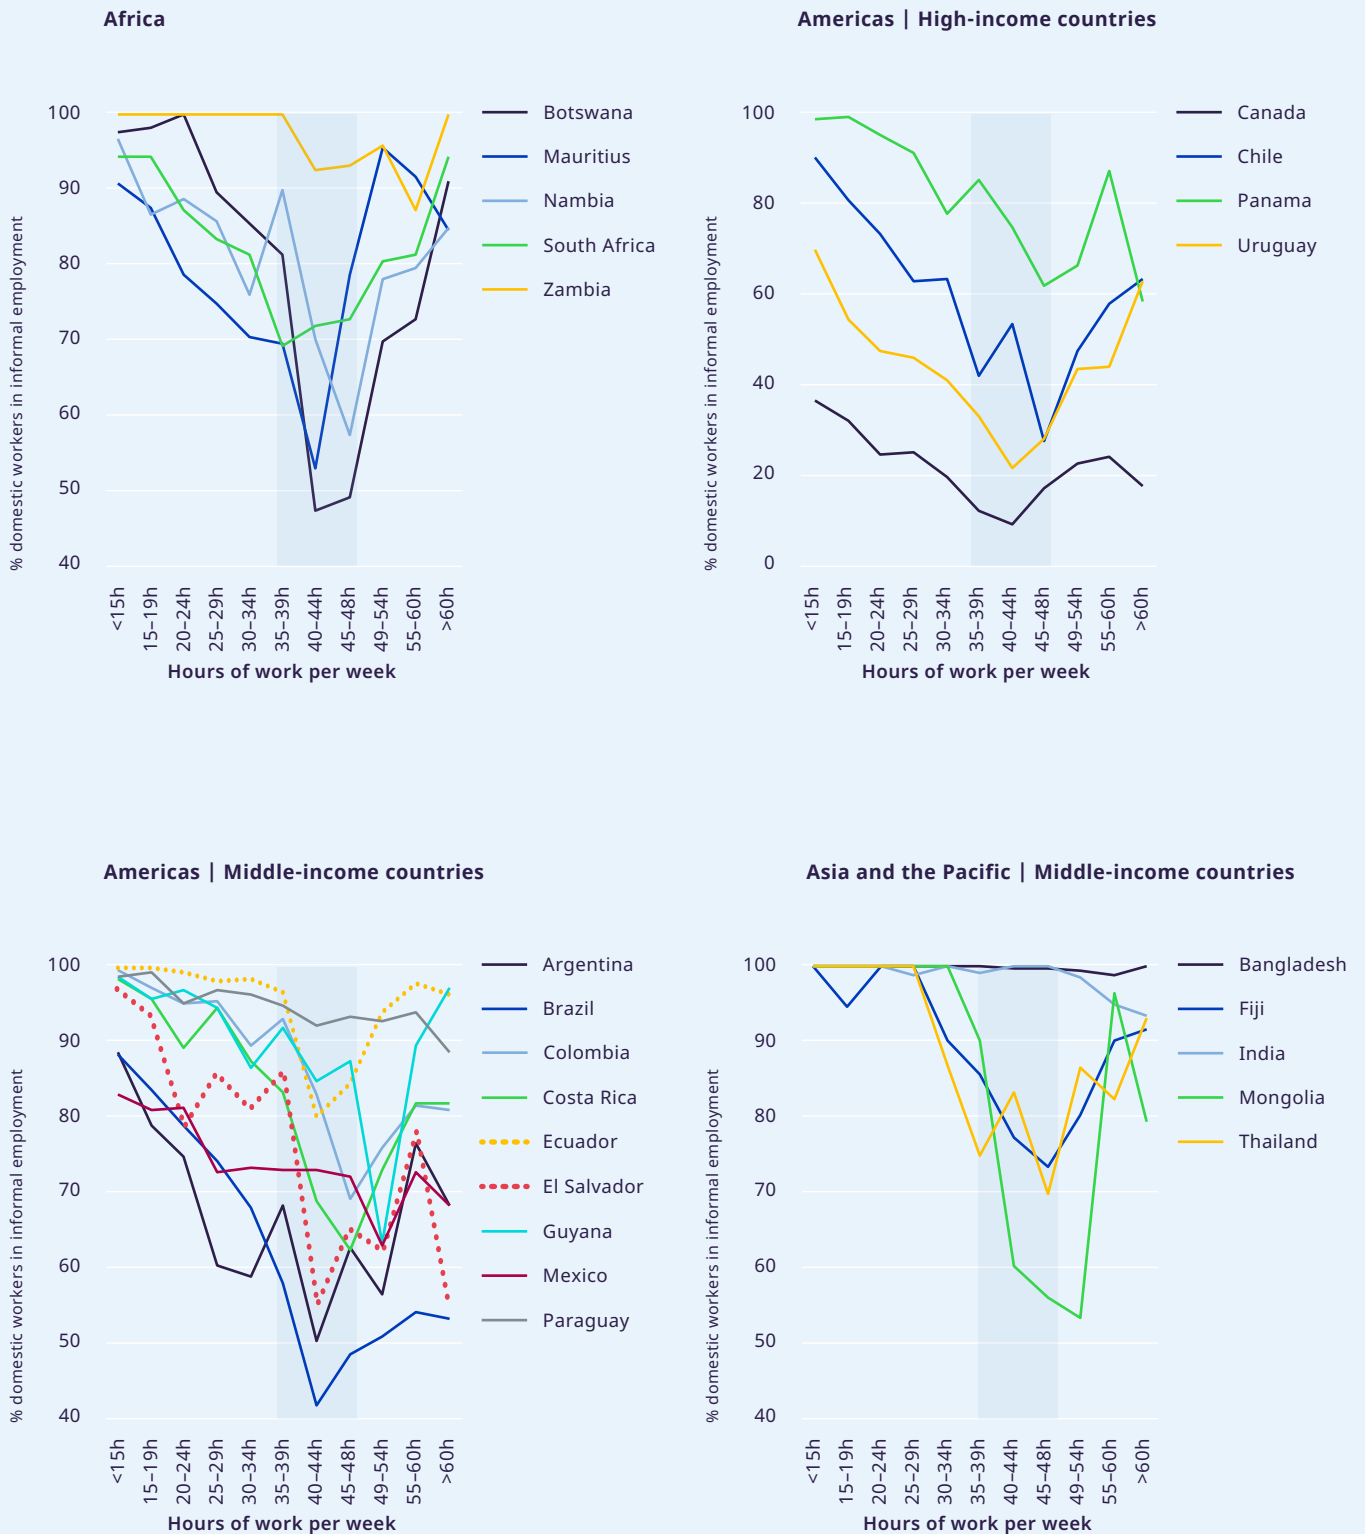 Africa
% domestic workers in informal employment
100
90
80
70
60
50
40
<15h
15–19h
20–24h
25–29h
30–34h
35–39h
40–44h
45–48h
49–54h
55–60h
>60h
Hours of work per week
Botswana
Mauritius
Nambia
South Africa
Zambia
Americas | High-income countries
% domestic workers in informal employment
100
80
60
40
20
0
<15h
15–19h
20–24h
25–29h
30–34h
35–39h
40–44h
45–48h
49–54h
55–60h
>60h
Hours of work per week
Canada
Chile
Panama
Uruguay
Americas | Middle-income countries
% domestic workers in informal employment
100
90
80
70
60
50
40
<15h
15–19h
20–24h
25–29h
30–34h
35–39h
40–44h
45–48h
49–54h
55–60h
>60h
Hours of work per week
Argentina
Brazil
Colombia
Costa Rica
Ecuador
El Salvador
Guyana
Mexico
Paraguay
Asia and the Pacific | Middle-income countries
% domestic workers in informal employment
100
90
80
70
60
50
40
<15h
15–19h
20–24h
25–29h
30–34h
35–39h
40–44h
45–48h
49–54h
55–60h
>60h
Hours of work per week
Bangladesh
Fiji
India
Mongolia
Thailand